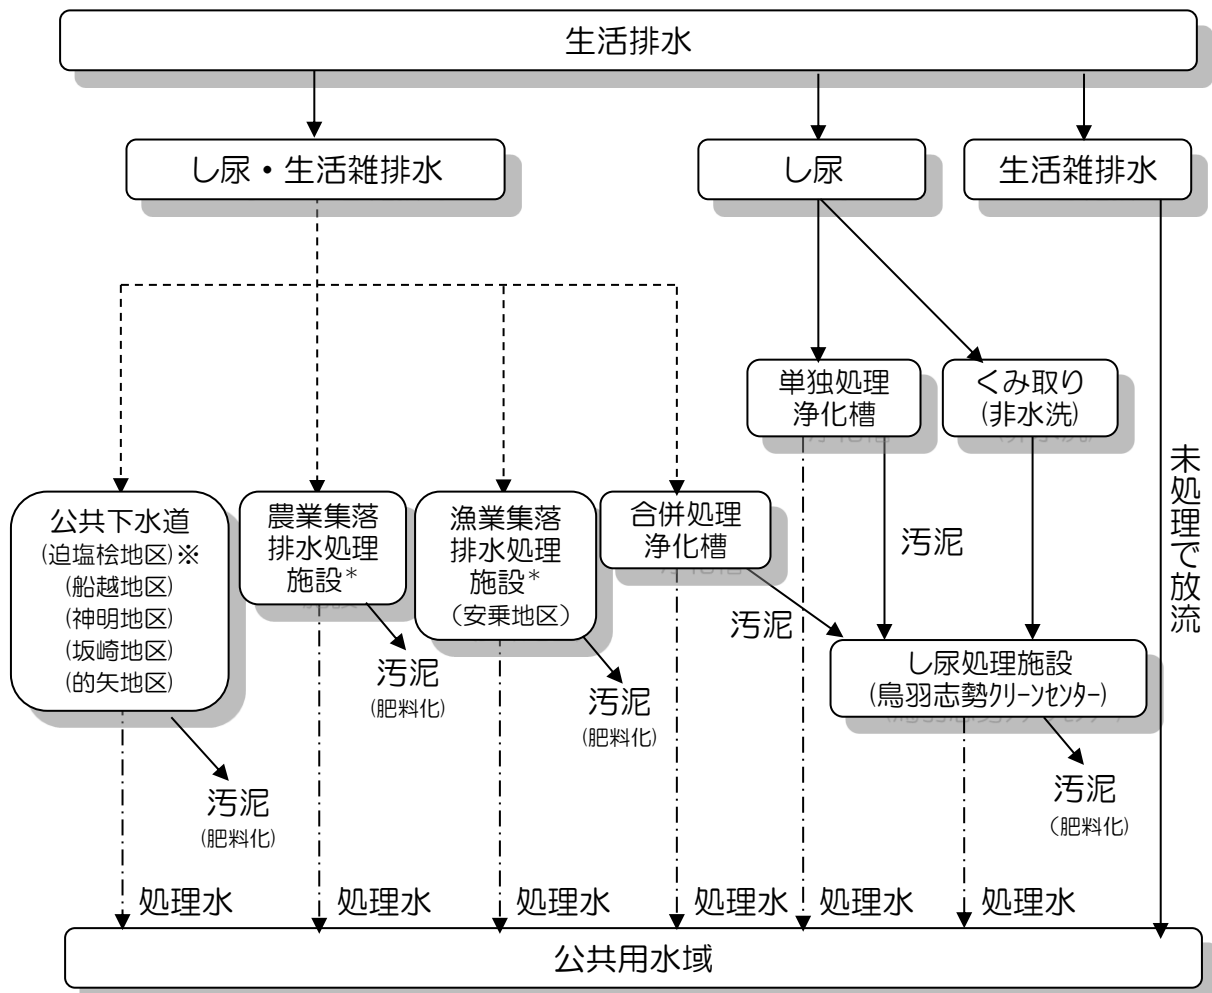 生活排水
し尿・生活雑排水
し尿
生活雑排水
単独処理
浄化槽
くみ取り
(非水洗)
公共下水道
(迫塩桧地区)※
(船越地区)
(神明地区)
(坂崎地区)
(的矢地区)
農業集落
排水処理
施設*
漁業集落
排水処理
施設*
（安乗地区）
合併処理
浄化槽
汚泥
未処理で放流
汚泥
し尿処理施設
(鳥羽志勢ｸﾘｰﾝｾﾝﾀｰ)
汚泥
(肥料化)
汚泥
(肥料化)
汚泥
(肥料化)
汚泥
（肥料化）
処理水
処理水
処理水
処理水
処理水
処理水
公共用水域